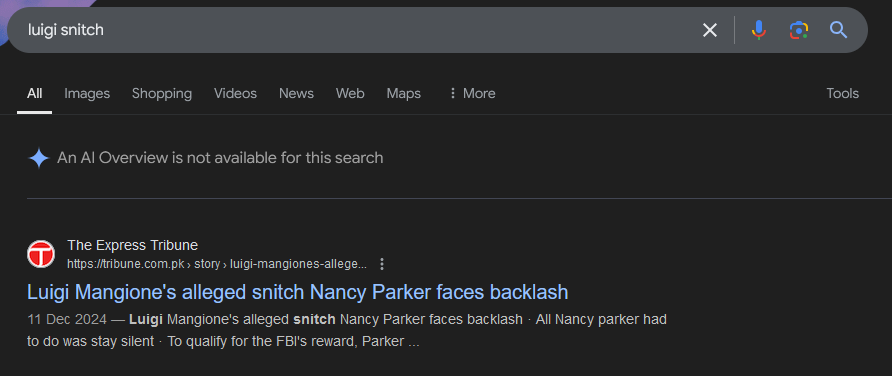 luigi snitch
All Images Shopping Videos News Web Maps More Tools
An AI Overview is not available for this search
The Express Tribune
https://tribune.com.pk › story › luigi-mangiones-allege...
Luigi Mangione's alleged snitch Nancy Parker faces backlash
11 Dec 2024 — Luigi Mangione's alleged snitch Nancy Parker faces backlash · All Nancy parker had
to do was stay silent · To qualify for the FBI's reward, Parker ...